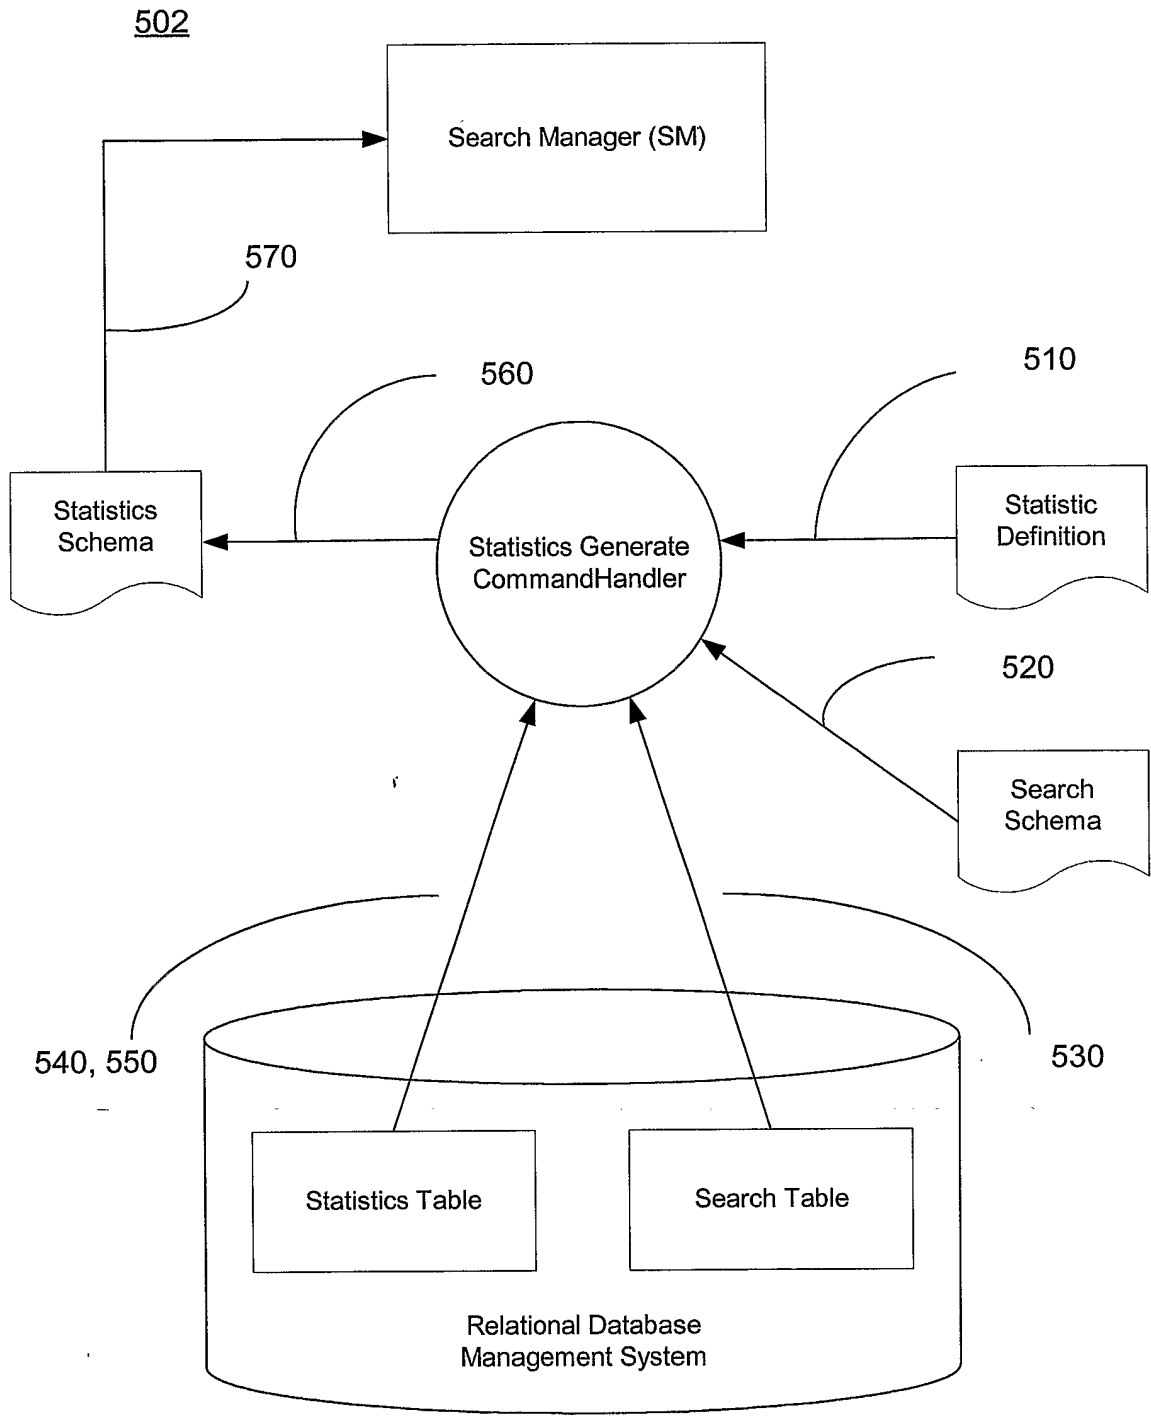 502
Search Manager (SM)
570
560
510
Statistics
Schema
Statistics Generate
CommandHandler
Statistic
Definition
520
Search
Schema
540, 550
530
Statistics Table
Search Table
Relational Database
Management System